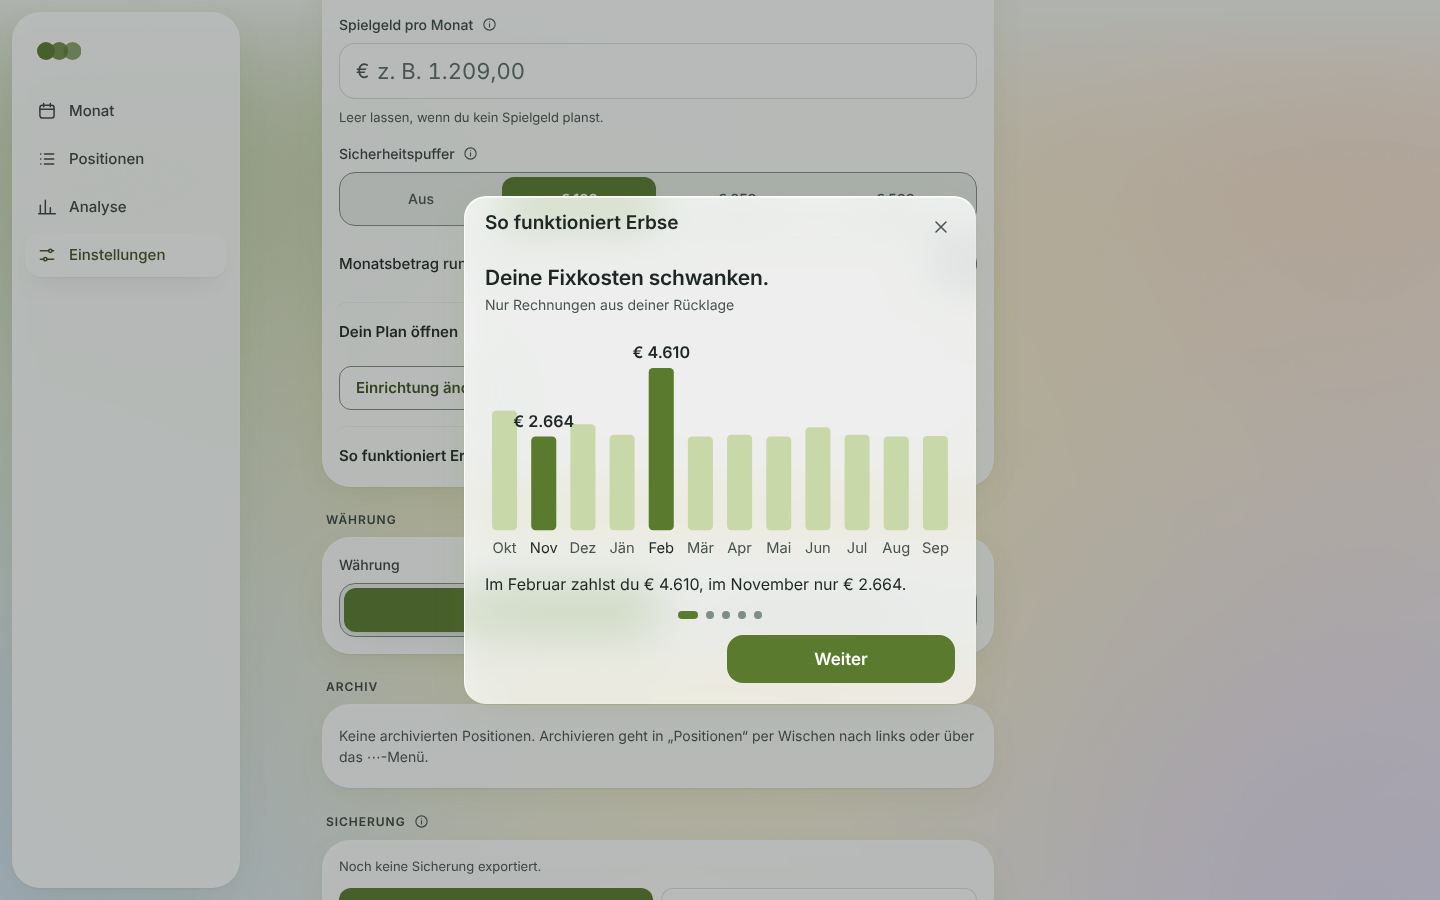 Monat
Positionen
Analyse
Einstellungen
Spielgeld pro Monat
€ z. B. 1.209,00
Leer lassen, wenn du kein Spielgeld planst.
Sicherheitspuffer
Aus
Monatsbetrag
Dein Plan öffnen
Einrichtung
So funktioniert
WÄHRUNG
Währung
ARCHIV
Keine archivierten Positionen. Archivieren geht in „Positionen“ per Wischen nach links oder über
das ···-Menü.
SICHERUNG
Noch keine Sicherung exportiert.
So funktioniert Erbse
Deine Fixkosten schwanken.
Nur Rechnungen aus deiner Rücklage
€ 4.610
€ 2.664
Okt Nov Dez Jän Feb Mär Apr Mai Jun Jul Aug Sep
Im Februar zahlst du € 4.610, im November nur € 2.664.
Weiter